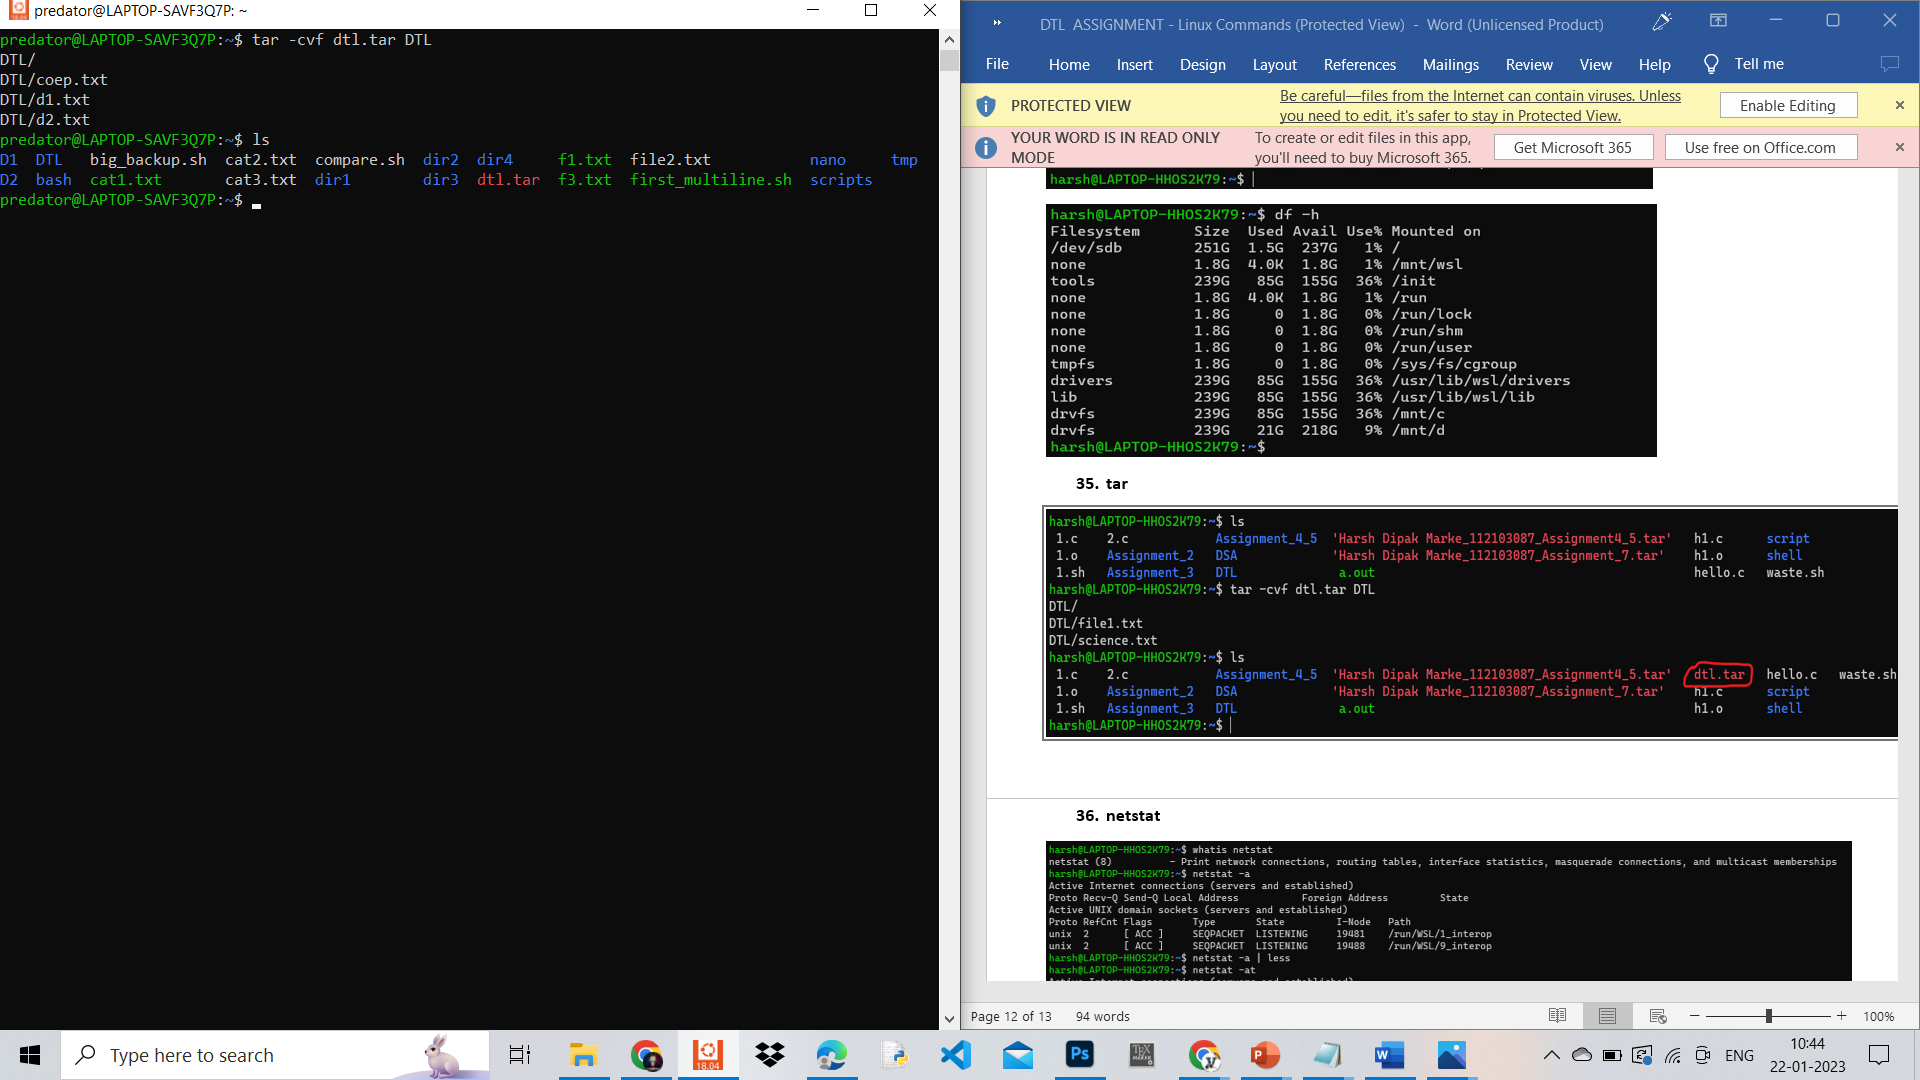 predator@LAPTOP-SAVF3Q7P: ~
predator@LAPTOP-SAVF3Q7P:~$ tar -cvf dtl.tar DTL
DTL/
DTL/coep.txt
DTL/d1.txt
DTL/d2.txt
predator@LAPTOP-SAVF3Q7P:~$ ls
D1 DTL big_backup.sh cat2.txt compare.sh dir2 dir4 f1.txt file2.txt nano tmp
D2 bash cat1.txt cat3.txt dir1 dir3 dtl.tar f3.txt first_multiline.sh scripts
predator@LAPTOP-SAVF3Q7P:~$
DTL ASSIGNMENT - Linux Commands (Protected View) - Word (Unlicensed Product)
File Home Insert Design Layout References Mailings Review View Help Tell me
PROTECTED VIEW
Be careful—files from the Internet can contain viruses. Unless
you need to edit, it's safer to stay in Protected View.
Enable Editing
YOUR WORD IS IN READ ONLY
MODE
To create or edit files in this app,
you'll need to buy Microsoft 365.
Get Microsoft 365
Use free on Office.com
harsh@LAPTOP-HHOS2K79:~$
harsh@LAPTOP-HHOS2K79:~$ df -h
Filesystem Size Used Avail Use% Mounted on
/dev/sdb 251G 1.5G 237G 1% /
none 1.8G 4.0K 1.8G 1% /mnt/wsl
tools 239G 85G 155G 36% /init
none 1.8G 4.0K 1.8G 1% /run
none 1.8G 0 1.8G 0% /run/lock
none 1.8G 0 1.8G 0% /run/shm
none 1.8G 0 1.8G 0% /run/user
tmpfs 1.8G 0 1.8G 0% /sys/fs/cgroup
drivers 239G 85G 155G 36% /usr/lib/wsl/drivers
lib 239G 85G 155G 36% /usr/lib/wsl/lib
drvfs 239G 85G 155G 36% /mnt/c
drvfs 239G 21G 218G 9% /mnt/d
harsh@LAPTOP-HHOS2K79:~$
35. tar
harsh@LAPTOP-HHOS2K79:~$ ls
1.c 2.c Assignment_4_5 'Harsh Dipak Marke_112103087_Assignment4_5.tar' h1.c script
1.o Assignment_2 DSA 'Harsh Dipak Marke_112103087_Assignment_7.tar' h1.o shell
1.sh Assignment_3 DTL a.out hello.c waste.sh
harsh@LAPTOP-HHOS2K79:~$ tar -cvf dtl.tar DTL
DTL/
DTL/file1.txt
DTL/science.txt
harsh@LAPTOP-HHOS2K79:~$ ls
1.c 2.c Assignment_4_5 'Harsh Dipak Marke_112103087_Assignment4_5.tar' dtl.tar hello.c waste.sh
1.o Assignment_2 DSA 'Harsh Dipak Marke_112103087_Assignment_7.tar' h1.c script
1.sh Assignment_3 DTL a.out h1.o shell
harsh@LAPTOP-HHOS2K79:~$
36. netstat
harsh@LAPTOP-HHOS2K79:~$ whatis netstat
netstat (8) - Print network connections, routing tables, interface statistics, masquerade connections, and multicast memberships
harsh@LAPTOP-HHOS2K79:~$ netstat -a
Active Internet connections (servers and established)
Proto Recv-Q Send-Q Local Address Foreign Address State
Active UNIX domain sockets (servers and established)
Proto RefCnt Flags Type State I-Node Path
unix 2 [ ACC ] SEQPACKET LISTENING 19481 /run/WSL/1_interop
unix 2 [ ACC ] SEQPACKET LISTENING 19488 /run/WSL/9_interop
harsh@LAPTOP-HHOS2K79:~$ netstat -a | less
harsh@LAPTOP-HHOS2K79:~$ netstat -at
Page 12 of 13 94 words
100%
Type here to search
18.04
Ps
ENG
10:44
22-01-2023